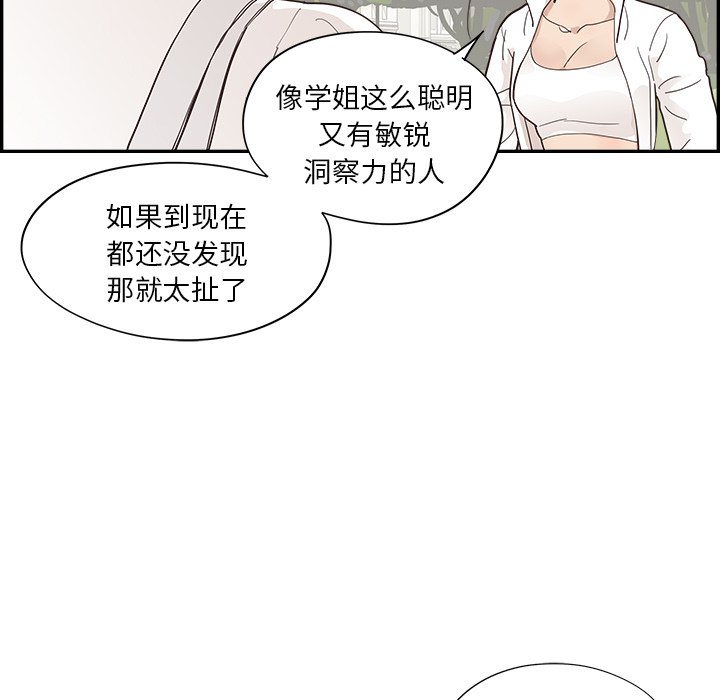 像学姐这么聪明
又有敏锐
洞察力的人
如果到现在
都还没发现
那就太扯了